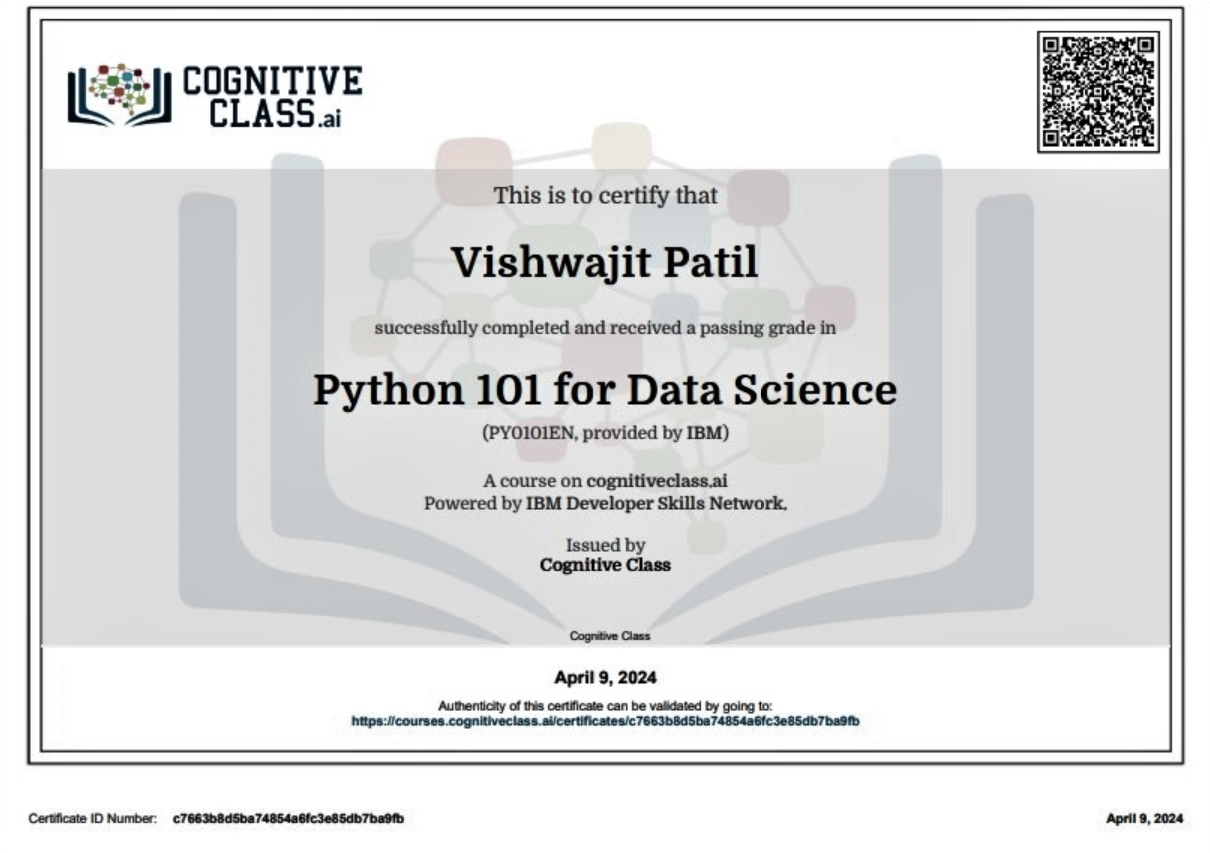 COGNITIVE
CLASS.ai
This is to certify that
Vishwajit Patil
successfully completed and received a passing grade in
Python 101 for Data Science
(PY0101EN, provided by IBM)
A course on cognitiveclass.ai
Powered by IBM Developer Skills Network.
Issued by
Cognitive Class
Cognitive Class
April 9, 2024
Authenticity of this certificate can be validated by going to:
https://courses.cognitiveclass.ai/certificates/c7663b8d5ba74854a6fc3e85db7ba9fb
Certificate ID Number: c7663b8d5ba74854a6fc3e85db7ba9fb
April 9, 2024